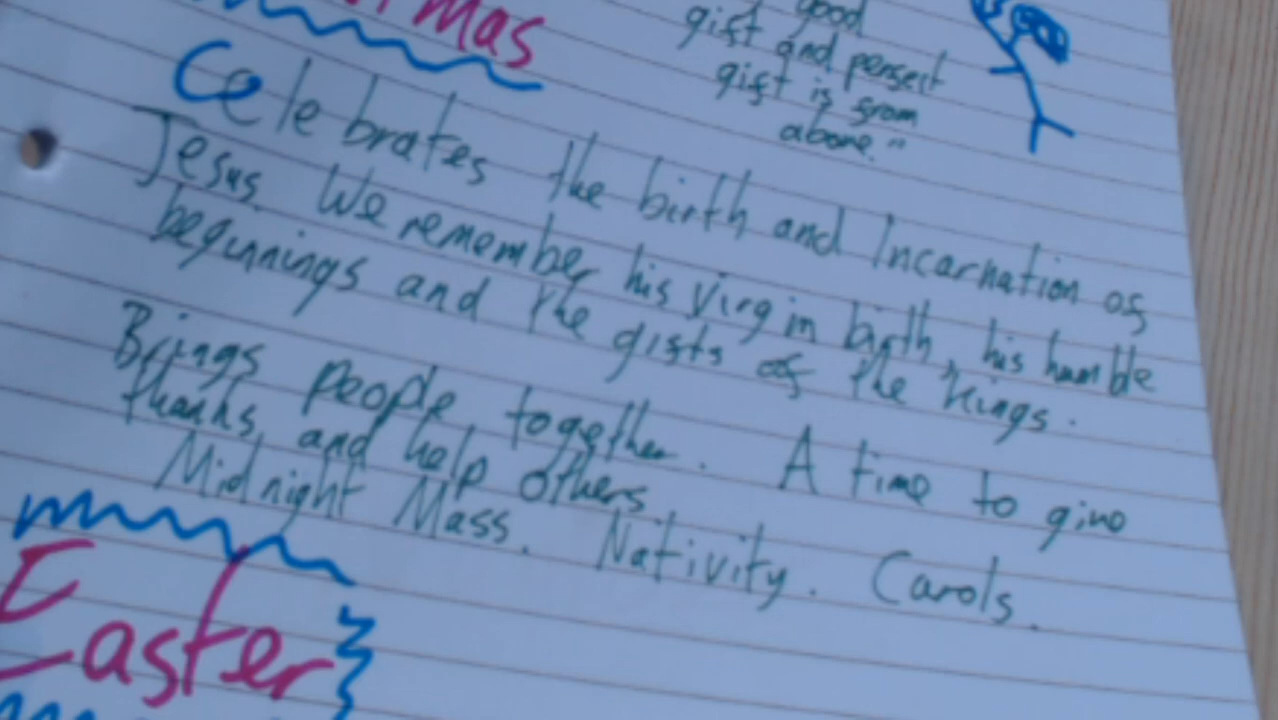 mas
good
gift and perfect
gift is from
above."
Celebrates the birth and Incarnation of
Jesus. We remember his virgin birth, his humble
beginnings and the gifts of the kings.
Brings people together. A time to give
thanks, and help others.
Midnight Mass. Nativity. Carols.
Easter